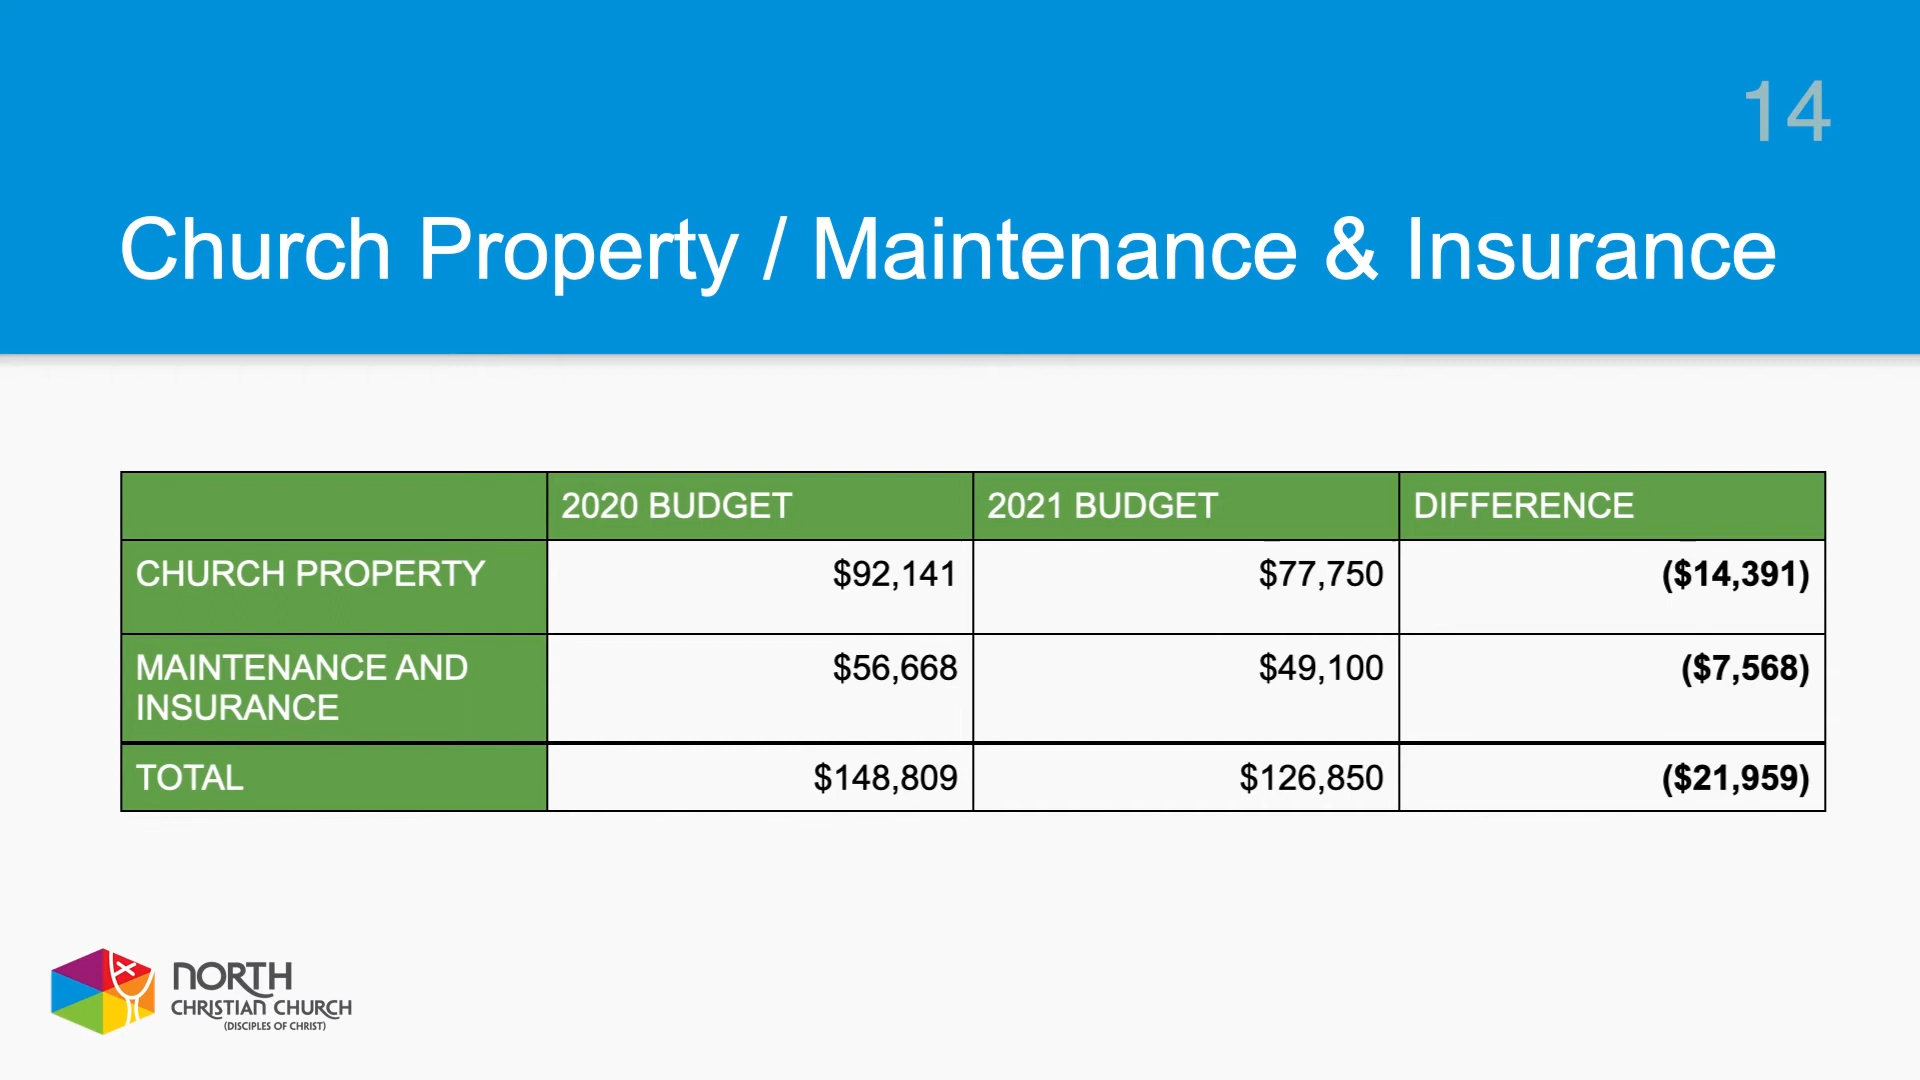 14
Church Property / Maintenance & Insurance
2020 BUDGET 2021 BUDGET DIFFERENCE
CHURCH PROPERTY $92,141 $77,750 ($14,391)
MAINTENANCE AND $56,668 $49,100 ($7,568)
INSURANCE
TOTAL $148,809 $126,850 ($21,959)
NORTH
CHRISTIAN CHURCH
(DISCIPLES OF CHRIST)